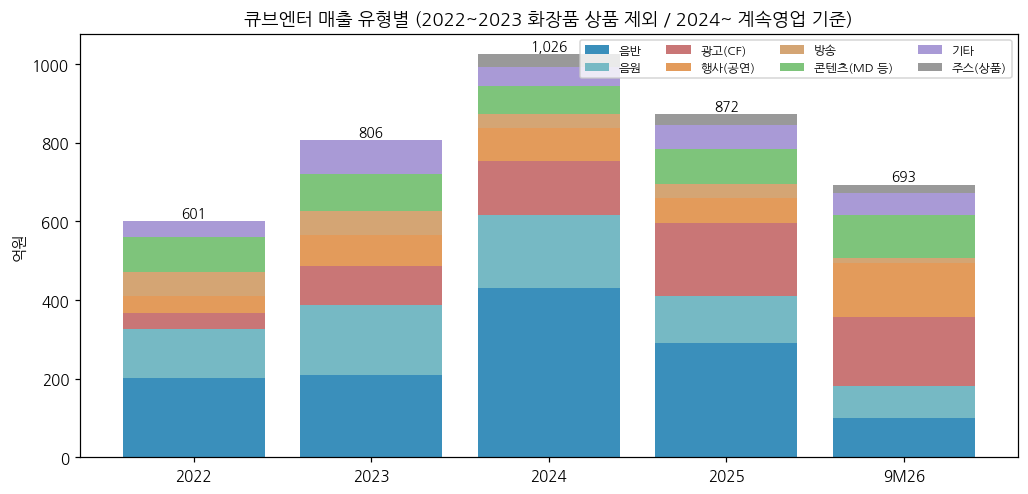 큐브엔터 매출 유형별 (2022~2023 화장품 상품 제외 / 2024~ 계속영업 기준)
음반 광고(CF) 방송 기타
음원 행사(공연) 콘텐츠(MD 등) 주스(상품)
억원
1000
800
600
400
200
0
601
806
1,026
872
693
2022 2023 2024 2025 9M26